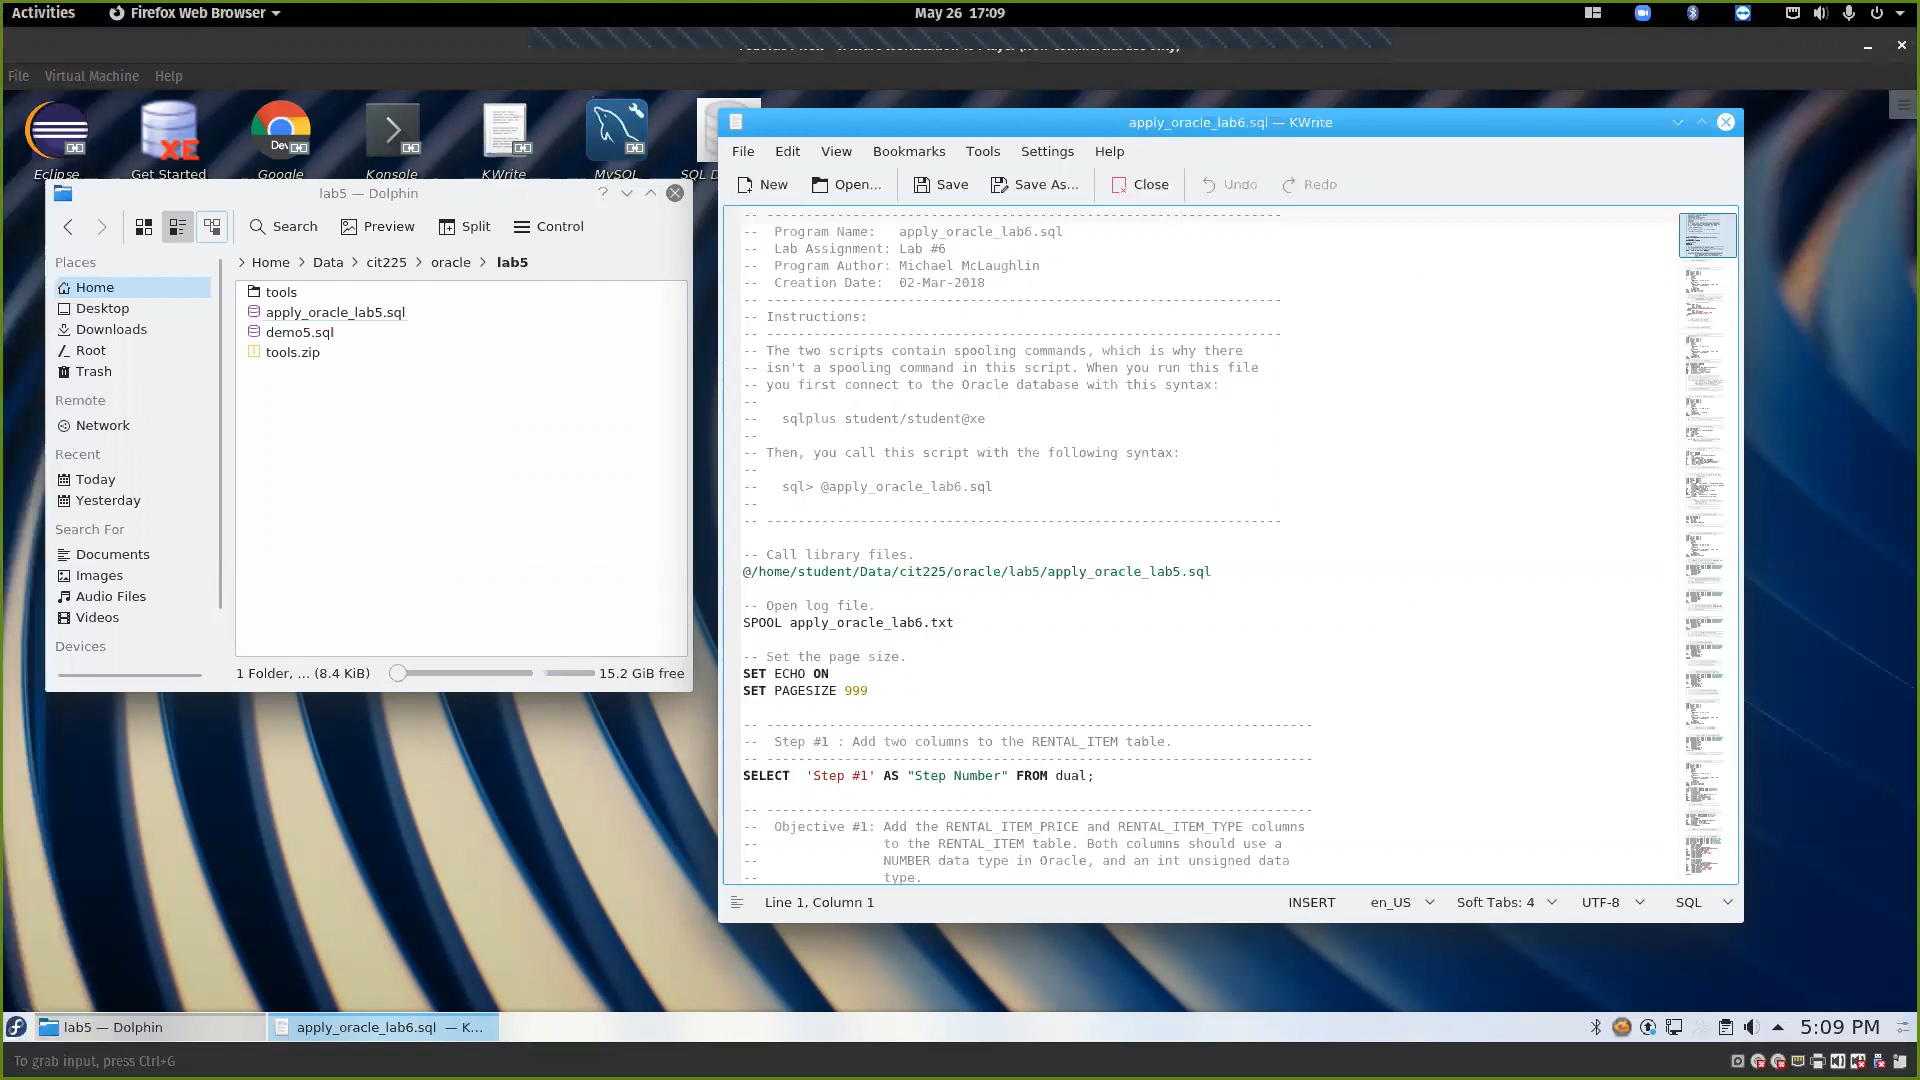 Activities
Firefox Web Browser
May 26 17:09
File Virtual Machine Help
Eclipse
XE
Get Started
Dev
Google
Konsole
KWrite
MySQL
SQL D
lab5 — Dolphin
Search
Preview
Split
Control
Places
Home
Desktop
Downloads
Root
Trash
Remote
Network
Recent
Today
Yesterday
Search For
Documents
Images
Audio Files
Videos
Devices
Home > Data > cit225 > oracle > lab5
tools
apply_oracle_lab5.sql
demo5.sql
tools.zip
1 Folder, ... (8.4 KiB)
15.2 GiB free
apply_oracle_lab6.sql — KWrite
File Edit View Bookmarks Tools Settings Help
New Open... Save Save As... Close Undo Redo
-- ------------------------------------------------------------------
--  Program Name:   apply_oracle_lab6.sql
--  Lab Assignment: Lab #6
--  Program Author: Michael McLaughlin
--  Creation Date:  02-Mar-2018
-- ------------------------------------------------------------------
-- Instructions:
-- ------------------------------------------------------------------
-- The two scripts contain spooling commands, which is why there
-- isn't a spooling command in this script. When you run this file
-- you first connect to the Oracle database with this syntax:
--
--   sqlplus student/student@xe
--
-- Then, you call this script with the following syntax:
--
--   sql> @apply_oracle_lab6.sql
--
-- ------------------------------------------------------------------
-- Call library files.
@/home/student/Data/cit225/oracle/lab5/apply_oracle_lab5.sql
-- Open log file.
SPOOL apply_oracle_lab6.txt
-- Set the page size.
SET ECHO ON
SET PAGESIZE 999
-- ----------------------------------------------------------------------
--  Step #1 : Add two columns to the RENTAL_ITEM table.
-- ----------------------------------------------------------------------
SELECT  'Step #1' AS "Step Number" FROM dual;
-- ----------------------------------------------------------------------
--  Objective #1: Add the RENTAL_ITEM_PRICE and RENTAL_ITEM_TYPE columns
--                to the RENTAL_ITEM table. Both columns should use a
--                NUMBER data type in Oracle, and an int unsigned data
--                type.
Line 1, Column 1
INSERT
en_US
Soft Tabs: 4
UTF-8
SQL
lab5 — Dolphin
apply_oracle_lab6.sql — K...
5:09 PM
To grab input, press Ctrl+G